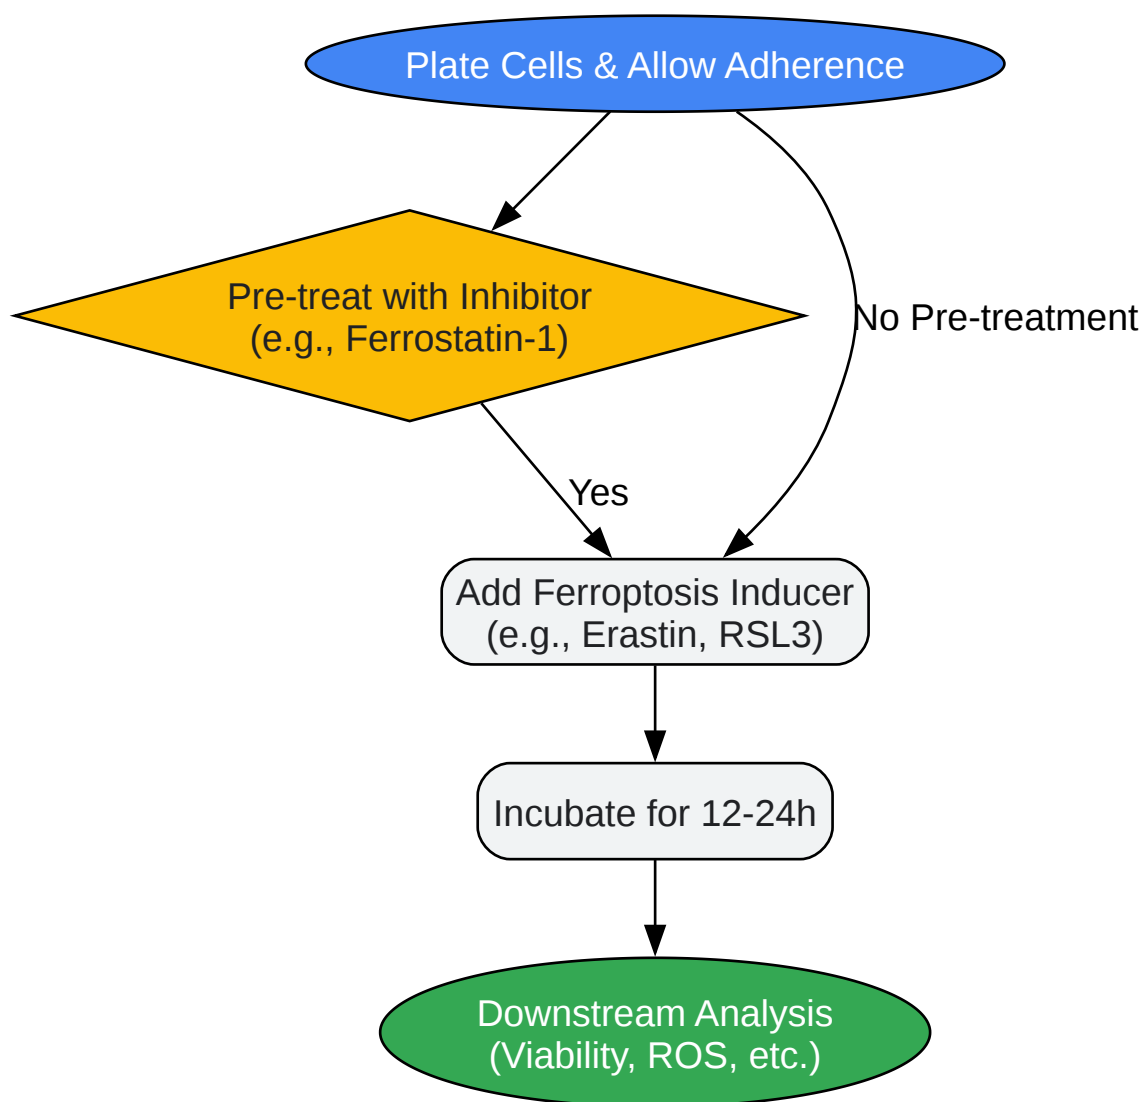 Plate Cells & Allow Adherence
Pre-treat with Inhibitor
(e.g., Ferrostatin-1)
No Pre-treatment
Yes
Add Ferroptosis Inducer
(e.g., Erastin, RSL3)
Incubate for 12-24h
Downstream Analysis
(Viability, ROS, etc.)